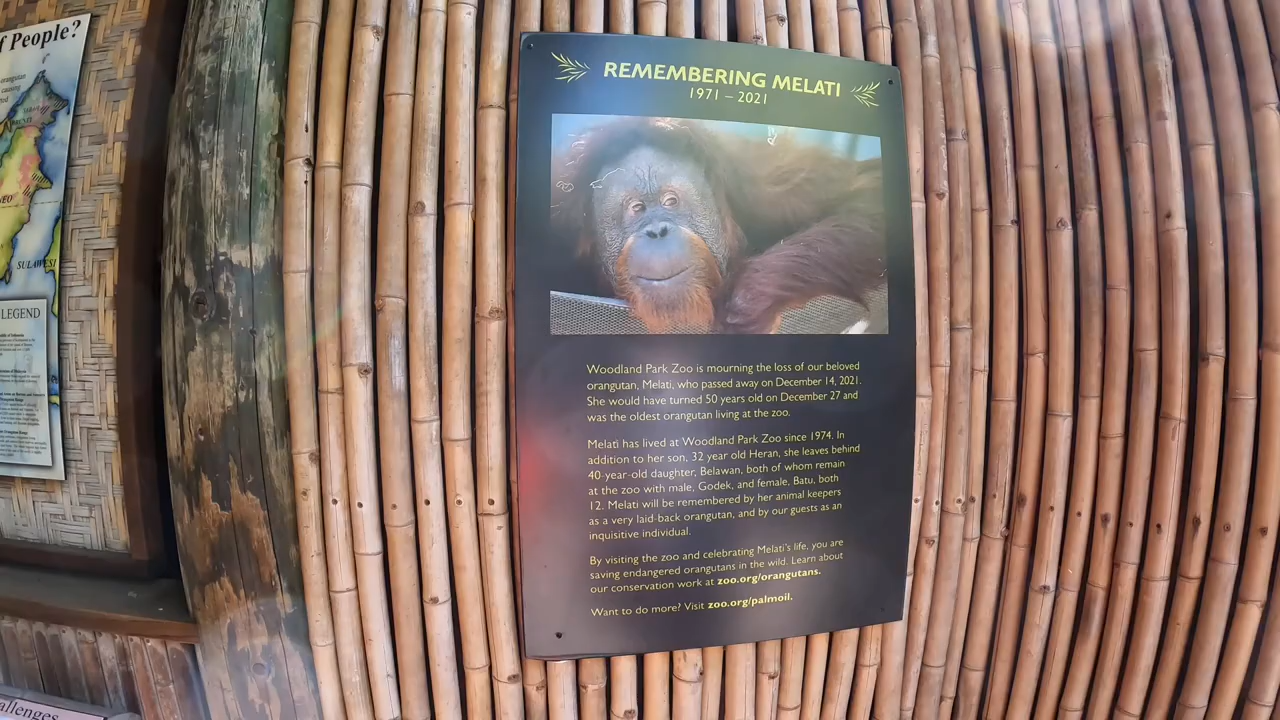 f People?
orangutan
causing
SULAWESI
LEGEND
allenges
REMEMBERING MELATI
1971 – 2021
Woodland Park Zoo is mourning the loss of our beloved
orangutan, Melati, who passed away on December 14, 2021.
She would have turned 50 years old on December 27 and
was the oldest orangutan living at the zoo.
Melati has lived at Woodland Park Zoo since 1974. In
addition to her son, 32 year old Heran, she leaves behind
40-year-old daughter, Belawan, both of whom remain
at the zoo with male, Godek, and female, Batu, both
12. Melati will be remembered by her animal keepers
as a very laid-back orangutan, and by our guests as an
inquisitive individual.
By visiting the zoo and celebrating Melati's life, you are
saving endangered orangutans in the wild. Learn about
our conservation work at zoo.org/orangutans.
Want to do more? Visit zoo.org/palmoil.